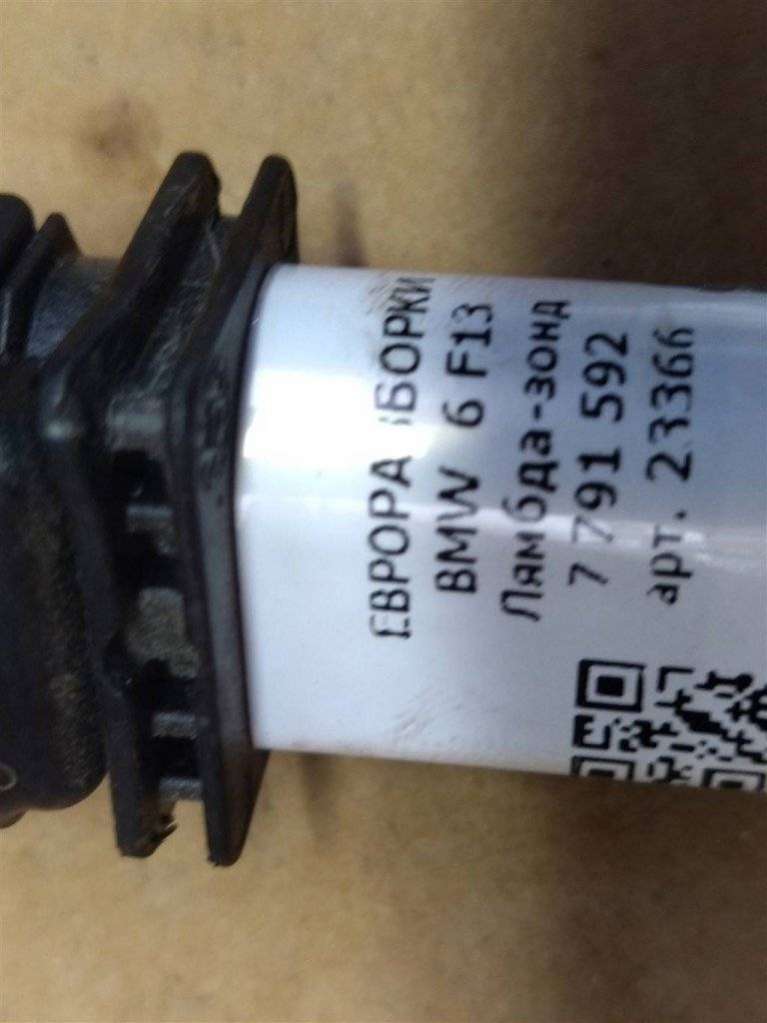 ЕВРОРАЗБОРКИ
BMW 6 F13
Лямбда-зонд
7 791 592
арт. 23366